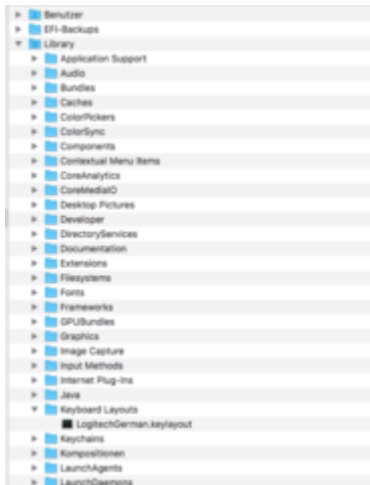 Benutzer
EFI-Backups
Library
Application Support
Audio
Bundles
Caches
ColorPickers
ColorSync
Components
Contextual Menu Items
CoreAnalytics
CoreMediaIO
Desktop Pictures
Developer
DirectoryServices
Documentation
Extensions
Filesystems
Fonts
Frameworks
GPUBundles
Graphics
Image Capture
Input Methods
Internet Plug-Ins
Java
Keyboard Layouts
LogitechGerman.keylayout
Keychains
Kompositionen
LaunchAgents
LaunchDaemons